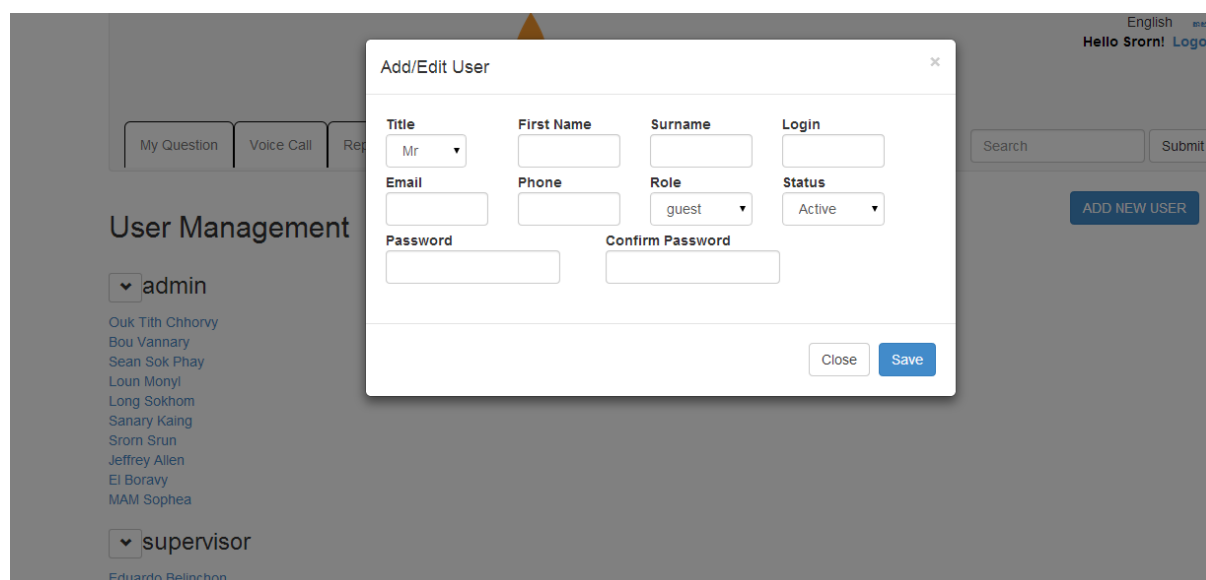 English
Hello Srorn! Logo
Add/Edit User
×
Title First Name Surname Login
Mr
My Question Voice Call Rep
Search Submit
Email Phone Role Status
guest Active
ADD NEW USER
User Management
Password Confirm Password
admin
Ouk Tith Chhorvy
Bou Vannary
Sean Sok Phay
Loun Monyl
Long Sokhom
Sanary Kaing
Srorn Srun
Jeffrey Allen
El Boravy
MAM Sophea
Close Save
supervisor
Eduardo Belinchon